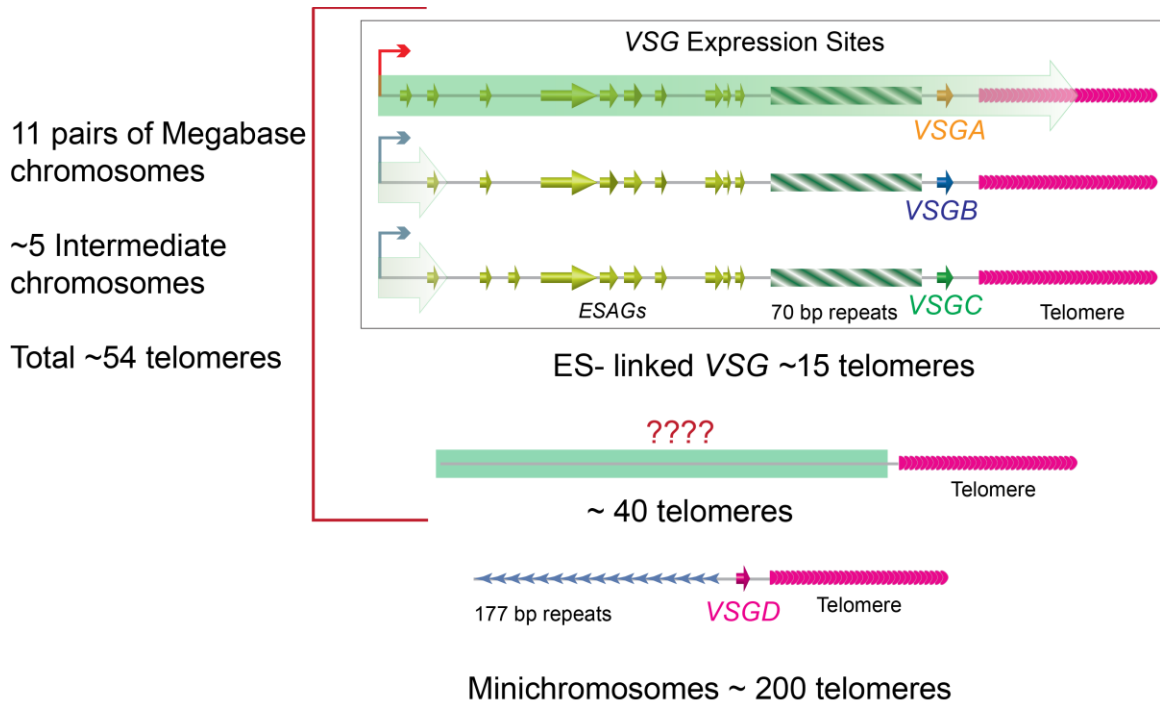 VSG Expression Sites
11 pairs of Megabase
chromosomes
~5 Intermediate
chromosomes
Total ~54 telomeres
VSGA
VSGB
ESAGs
70 bp repeats
VSGC
Telomere
ES- linked VSG ~15 telomeres
????
Telomere
~ 40 telomeres
177 bp repeats
VSGD
Telomere
Minichromosomes ~ 200 telomeres